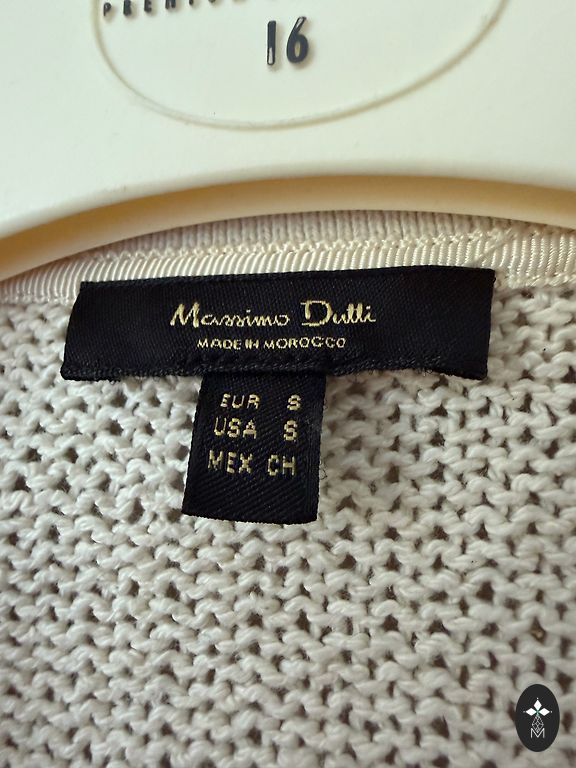 16
Massimo Dutti
MADE IN MOROCCO
EUR S
USA S
MEX CH
M